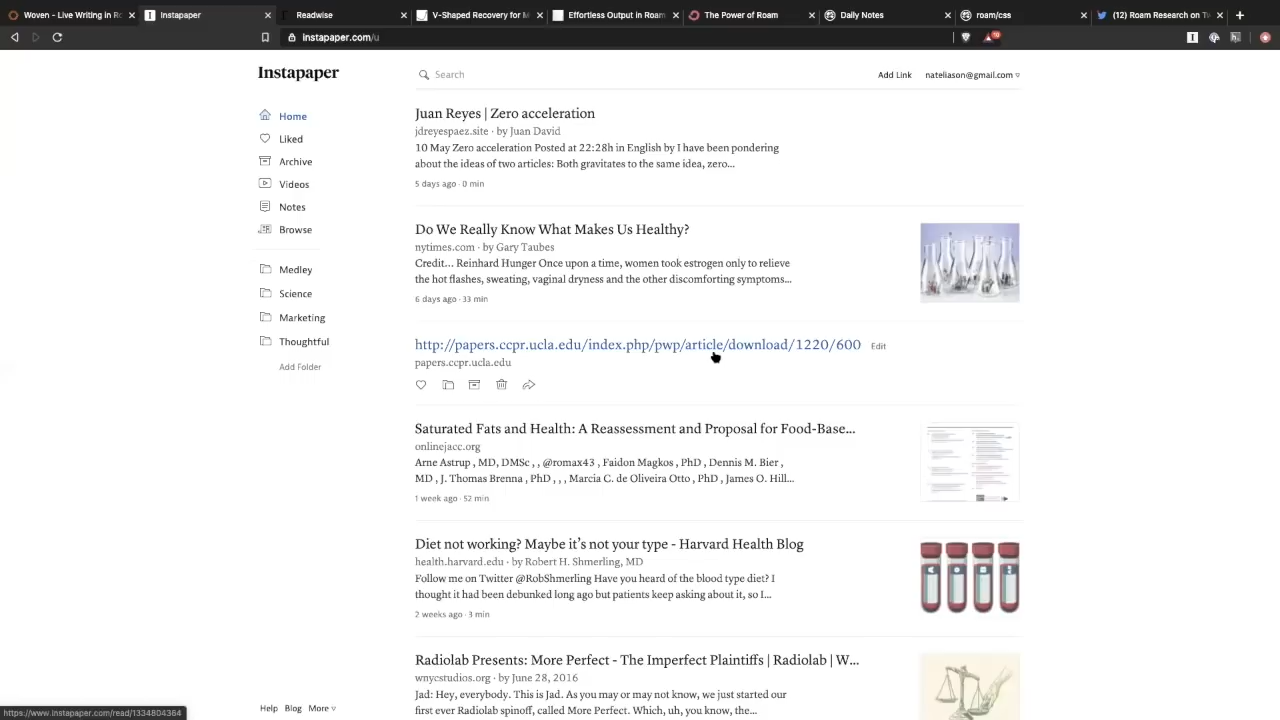 Woven - Live Writing in Ro
Instapaper
Readwise
V-Shaped Recovery for M
Effortless Output in Roam
The Power of Roam
Daily Notes
roam/css
(12) Roam Research on Tw
instapaper.com/u
Instapaper
Search
Add Link
nateliason@gmail.com
Home
Liked
Archive
Videos
Notes
Browse
Medley
Science
Marketing
Thoughtful
Add Folder
Juan Reyes | Zero acceleration
jdreyespaez.site · by Juan David
10 May Zero acceleration Posted at 22:28h in English by I have been pondering
about the ideas of two articles: Both gravitates to the same idea, zero...
5 days ago · 0 min
Do We Really Know What Makes Us Healthy?
nytimes.com · by Gary Taubes
Credit... Reinhard Hunger Once upon a time, women took estrogen only to relieve
the hot flashes, sweating, vaginal dryness and the other discomforting symptoms...
6 days ago · 33 min
http://papers.ccpr.ucla.edu/index.php/pwp/article/download/1220/600
Edit
papers.ccpr.ucla.edu
Saturated Fats and Health: A Reassessment and Proposal for Food-Base...
onlinejacc.org
Arne Astrup , MD, DMSc , , @romax43 , Faidon Magkos , PhD , Dennis M. Bier ,
MD , J. Thomas Brenna , PhD , , , Marcia C. de Oliveira Otto , PhD , James O. Hill...
1 week ago · 52 min
Diet not working? Maybe it's not your type - Harvard Health Blog
health.harvard.edu · by Robert H. Shmerling, MD
Follow me on Twitter @RobShmerling Have you heard of the blood type diet? I
thought it had been debunked long ago but patients keep asking about it, so I...
2 weeks ago · 3 min
Radiolab Presents: More Perfect - The Imperfect Plaintiffs | Radiolab | W...
wnycstudios.org · by June 28, 2016
Jad: Hey, everybody. This is Jad. As you may or may not know, we just started our
first ever Radiolab spinoff, called More Perfect. Which, uh, you know, the...
Help
Blog
More
https://www.instapaper.com/read/1334804364